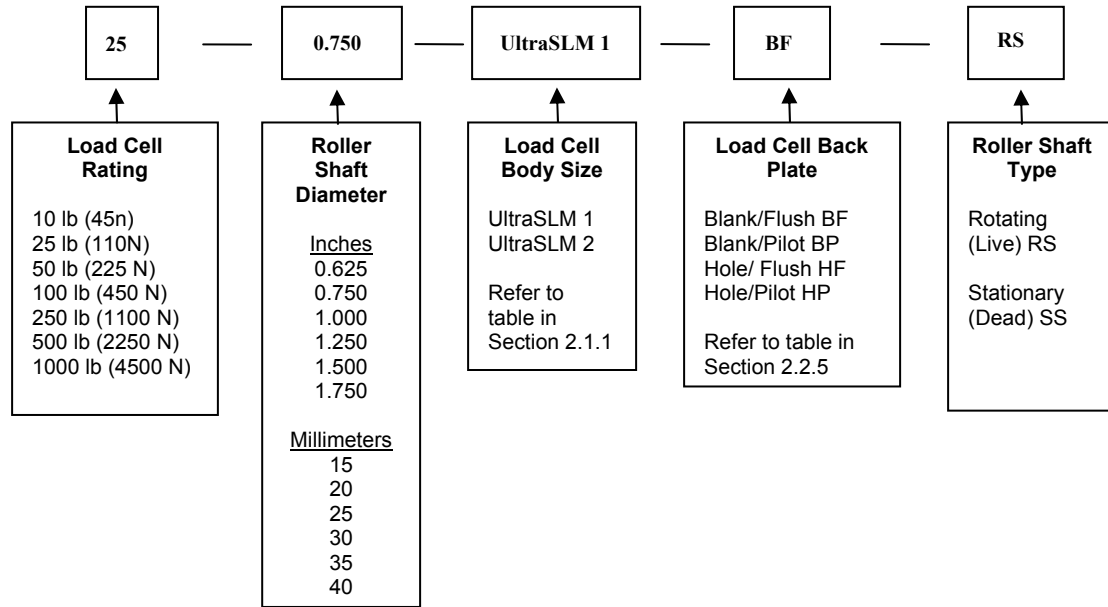 25 — 0.750 — UltraSLM 1 — BF — RS
Load Cell
Rating
10 lb (45n)
25 lb (110N)
50 lb (225 N)
100 lb (450 N)
250 lb (1100 N)
500 lb (2250 N)
1000 lb (4500 N)
Roller
Shaft
Diameter
Inches
0.625
0.750
1.000
1.250
1.500
1.750
Millimeters
15
20
25
30
35
40
Load Cell
Body Size
UltraSLM 1
UltraSLM 2
Refer to
table in
Section 2.1.1
Load Cell Back
Plate
Blank/Flush BF
Blank/Pilot BP
Hole/ Flush HF
Hole/Pilot HP
Refer to table in
Section 2.2.5
Roller Shaft
Type
Rotating
(Live) RS
Stationary
(Dead) SS